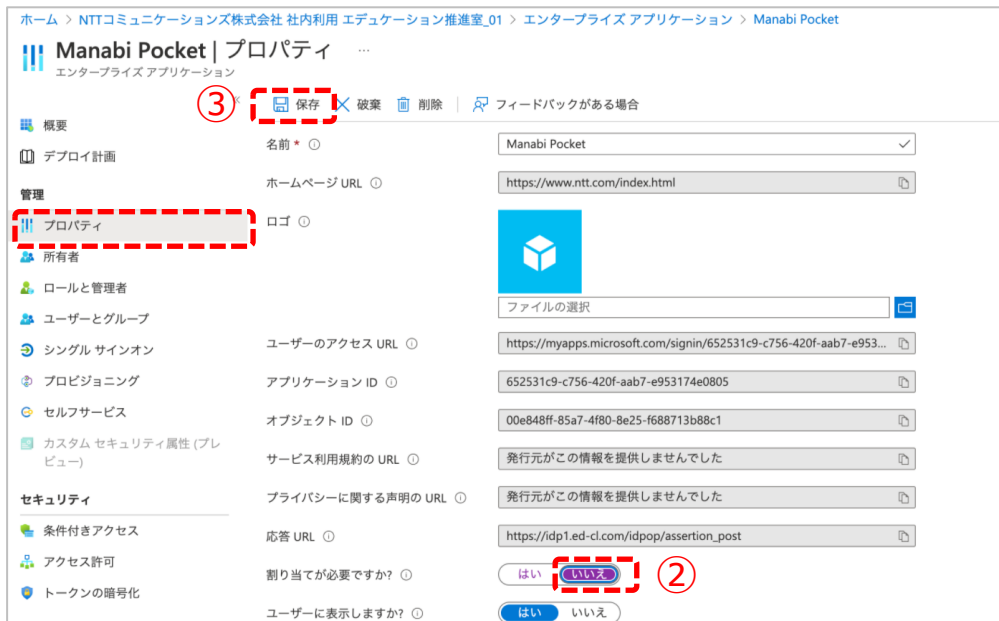 ホーム > NTTコミュニケーションズ株式会社 社内利用 エデュケーション推進室_01 > エンタープライズ アプリケーション > Manabi Pocket
Manabi Pocket | プロパティ …
エンタープライズ アプリケーション
③ 保存 破棄 削除 フィードバックがある場合
概要
デプロイ計画
管理
プロパティ
所有者
ロールと管理者
ユーザーとグループ
シングル サインオン
プロビジョニング
セルフサービス
カスタム セキュリティ属性 (プレ
ビュー)
セキュリティ
条件付きアクセス
アクセス許可
トークンの暗号化
名前 * Manabi Pocket
ホームページ URL https://www.ntt.com/index.html
ロゴ
ファイルの選択
ユーザーのアクセス URL https://myapps.microsoft.com/signin/652531c9-c756-420f-aab7-e953...
アプリケーション ID 652531c9-c756-420f-aab7-e953174e0805
オブジェクト ID 00e848ff-85a7-4f80-8e25-f688713b88c1
サービス利用規約の URL 発行元がこの情報を提供しませんでした
プライバシーに関する声明の URL 発行元がこの情報を提供しませんでした
応答 URL https://idp1.ed-cl.com/idpop/assertion_post
割り当てが必要ですか? はい いいえ ②
ユーザーに表示しますか? はい いいえ